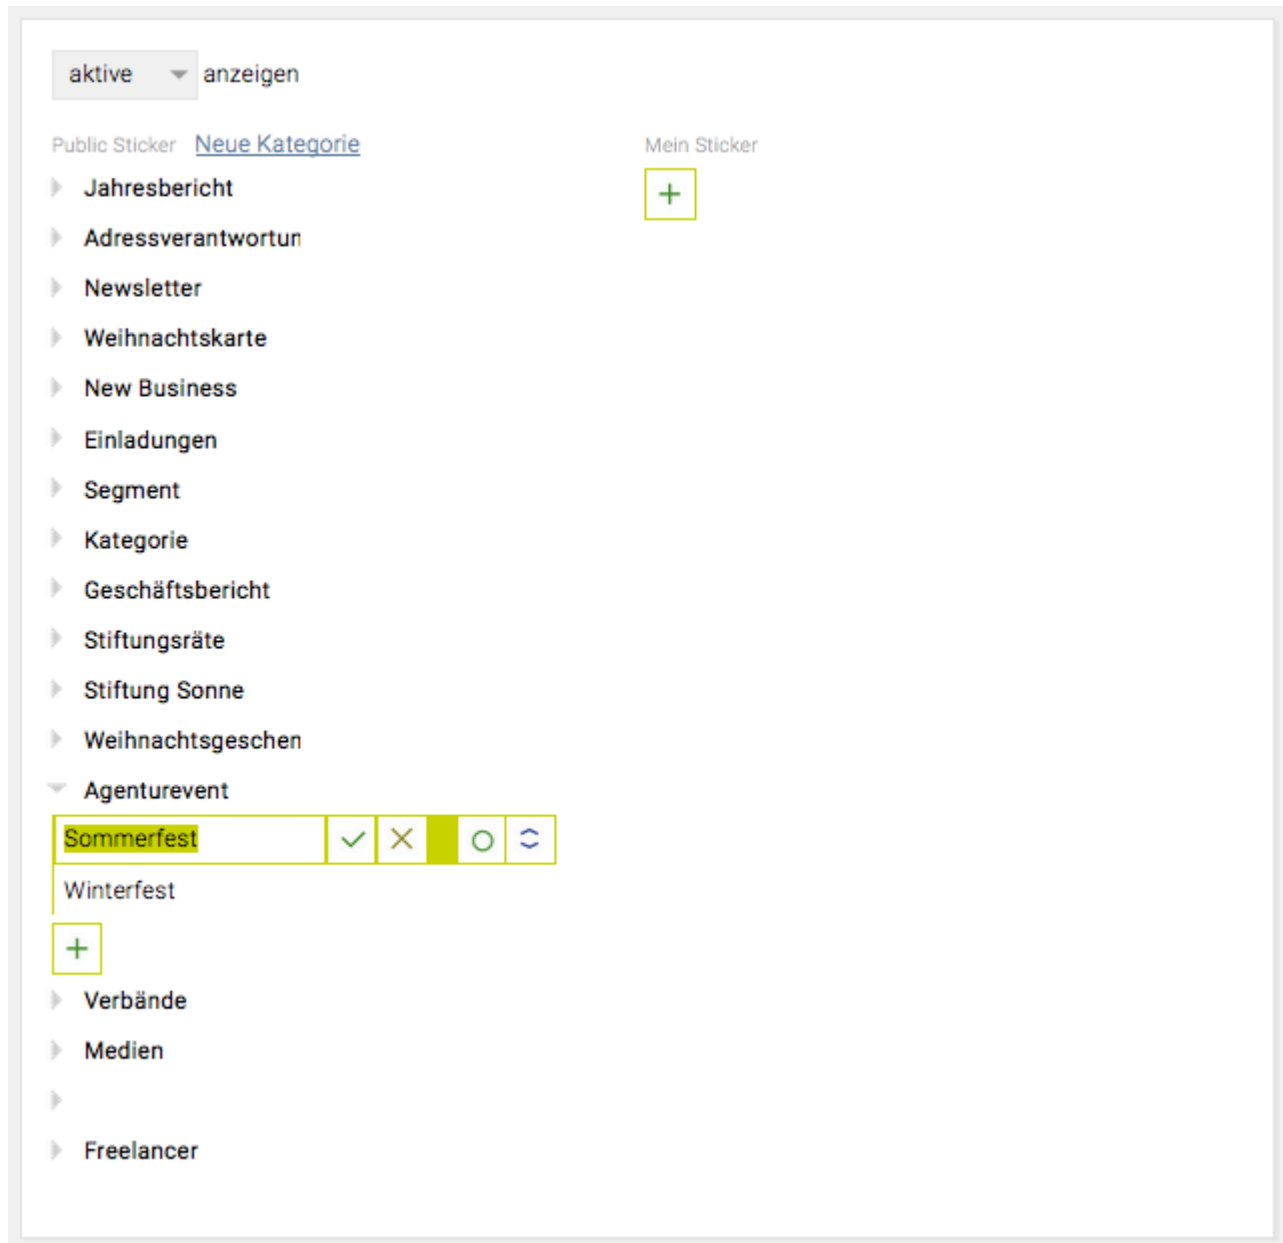 aktive anzeigen
Public Sticker Neue Kategorie Mein Sticker
Jahresbericht
Adressverantwortun
Newsletter
Weihnachtskarte
New Business
Einladungen
Segment
Kategorie
Geschäftsbericht
Stiftungsräte
Stiftung Sonne
Weihnachtsgeschen
Agenturevent
Sommerfest
Winterfest
Verbände
Medien
Freelancer